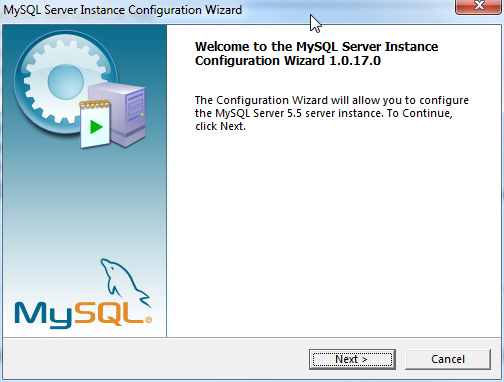 MySQL Server Instance Configuration Wizard
Welcome to the MySQL Server Instance
Configuration Wizard 1.0.17.0
The Configuration Wizard will allow you to configure
the MySQL Server 5.5 server instance. To Continue,
click Next.
MySQL®
Next >
Cancel